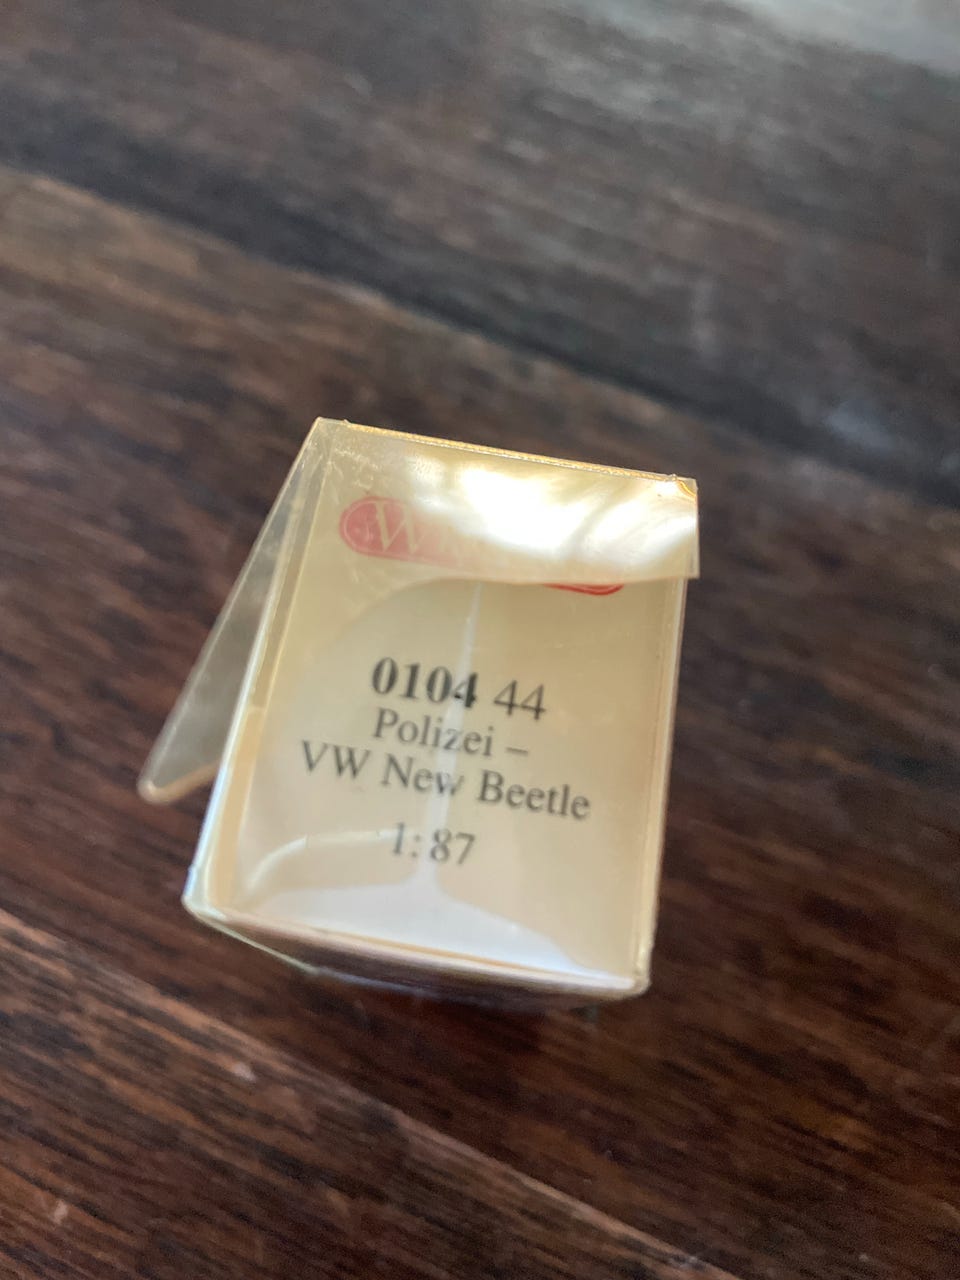 0104 44
Polizei –
VW New Beetle
1:87